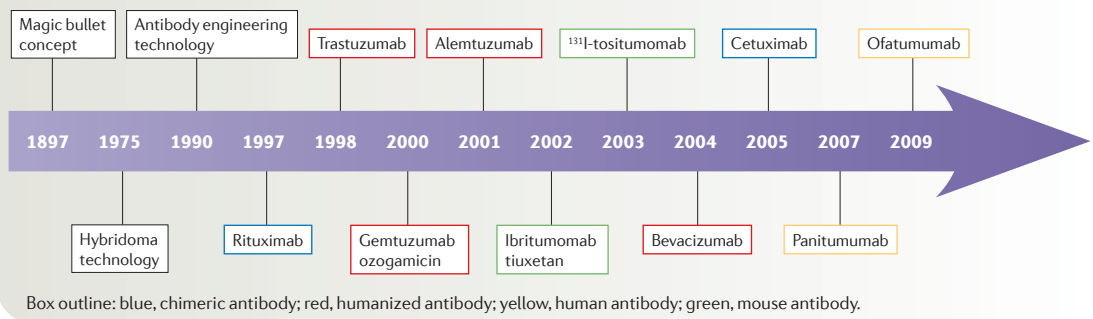 Magic bullet
concept
Antibody engineering
technology
Trastuzumab
Alemtuzumab
¹³¹I-tositumomab
Cetuximab
Ofatumumab
1897 1975 1990 1997 1998 2000 2001 2002 2003 2004 2005 2007 2009
Hybridoma
technology
Rituximab
Gemtuzumab
ozogamicin
Ibritumomab
tiuxetan
Bevacizumab
Panitumumab
Box outline: blue, chimeric antibody; red, humanized antibody; yellow, human antibody; green, mouse antibody.